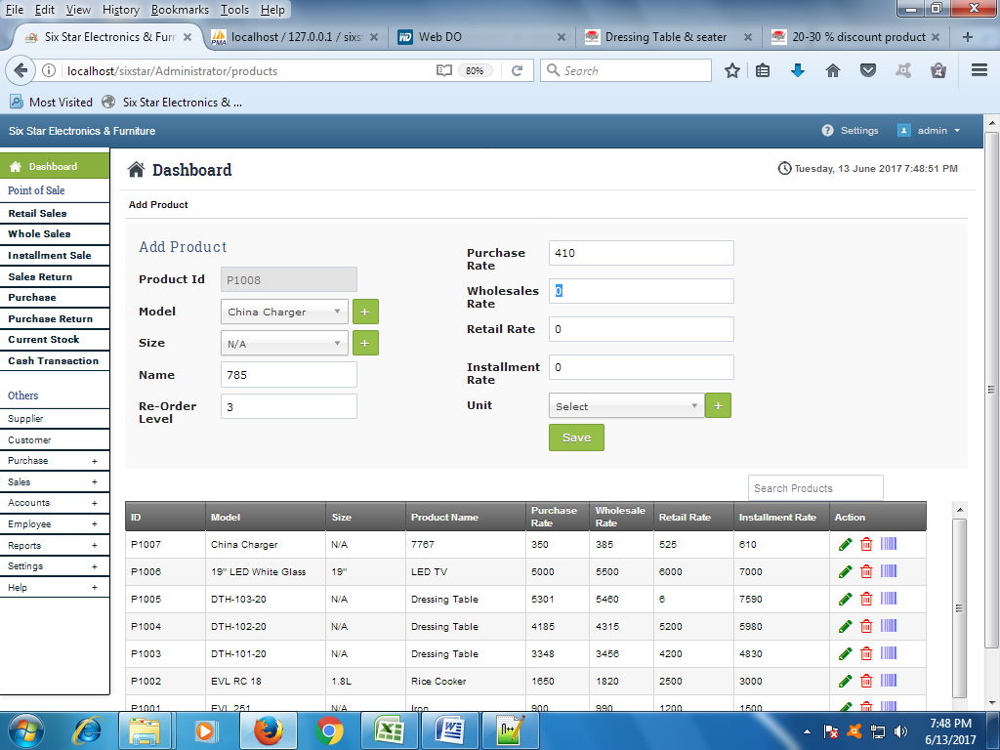 File Edit View History Bookmarks Tools Help
Six Star Electronics & Furn
localhost / 127.0.0.1 / sixs
Web DO
Dressing Table & seater
20-30 % discount product
localhost/sixstar/Administrator/products
80%
Search
Most Visited
Six Star Electronics & ...
Six Star Electronics & Furniture
Settings
admin
Dashboard
Point of Sale
Retail Sales
Whole Sales
Installment Sale
Sales Return
Purchase
Purchase Return
Current Stock
Cash Transaction
Others
Supplier
Customer
Purchase +
Sales +
Accounts +
Employee +
Reports +
Settings +
Help +
Dashboard
Tuesday, 13 June 2017 7:48:51 PM
Add Product
Add Product
Product Id P1008
Model China Charger +
Size N/A +
Name 785
Re-Order
Level
3
Purchase
Rate
410
Wholesales
Rate
0
Retail Rate 0
Installment
Rate
0
Unit Select +
Save
Search Products
ID Model Size Product Name Purchase Rate Wholesale Rate Retail Rate Installment Rate Action
P1007 China Charger N/A 7767 350 385 525 610
P1006 19" LED White Glass 19" LED TV 5000 5500 6000 7000
P1005 DTH-103-20 N/A Dressing Table 5301 5460 6 7590
P1004 DTH-102-20 N/A Dressing Table 4185 4315 5200 5980
P1003 DTH-101-20 N/A Dressing Table 3348 3456 4200 4830
P1002 EVL RC 18 1.8L Rice Cooker 1650 1820 2500 3000
P1001 EVL 251 N/A Iron 900 990 1200 1500
7:48 PM
6/13/2017